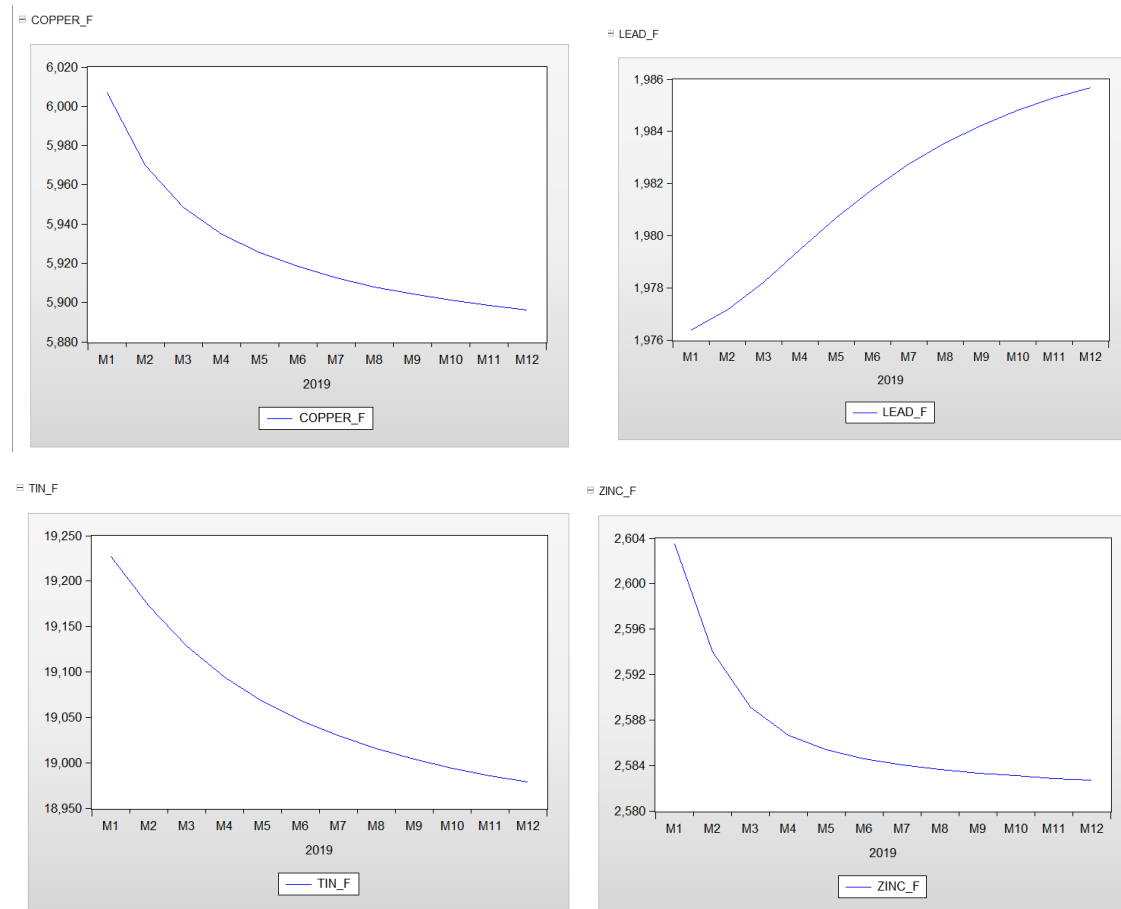 COPPER_F
6,020
6,000
5,980
5,960
5,940
5,920
5,900
5,880
M1 M2 M3 M4 M5 M6 M7 M8 M9 M10 M11 M12
2019
COPPER_F
LEAD_F
1,986
1,984
1,982
1,980
1,978
1,976
M1 M2 M3 M4 M5 M6 M7 M8 M9 M10 M11 M12
2019
LEAD_F
TIN_F
19,250
19,200
19,150
19,100
19,050
19,000
18,950
M1 M2 M3 M4 M5 M6 M7 M8 M9 M10 M11 M12
2019
TIN_F
ZINC_F
2,604
2,600
2,596
2,592
2,588
2,584
2,580
M1 M2 M3 M4 M5 M6 M7 M8 M9 M10 M11 M12
2019
ZINC_F